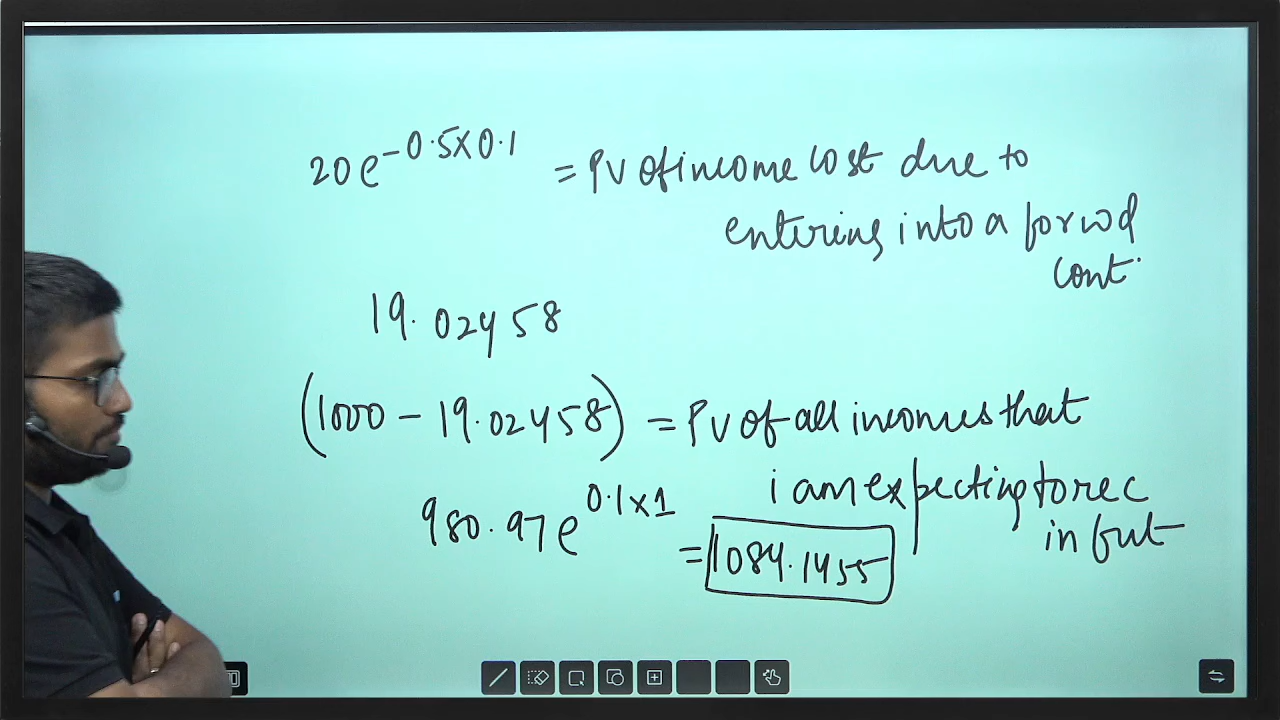 20e^{-0.5×0.1} = PV of income lost due to
entering into a forwd
cont.
19.02458
(1000 - 19.02458) = PV of all incomes that
i am expecting to rec
in fut
980.97e^{0.1×1} = 1084.1455